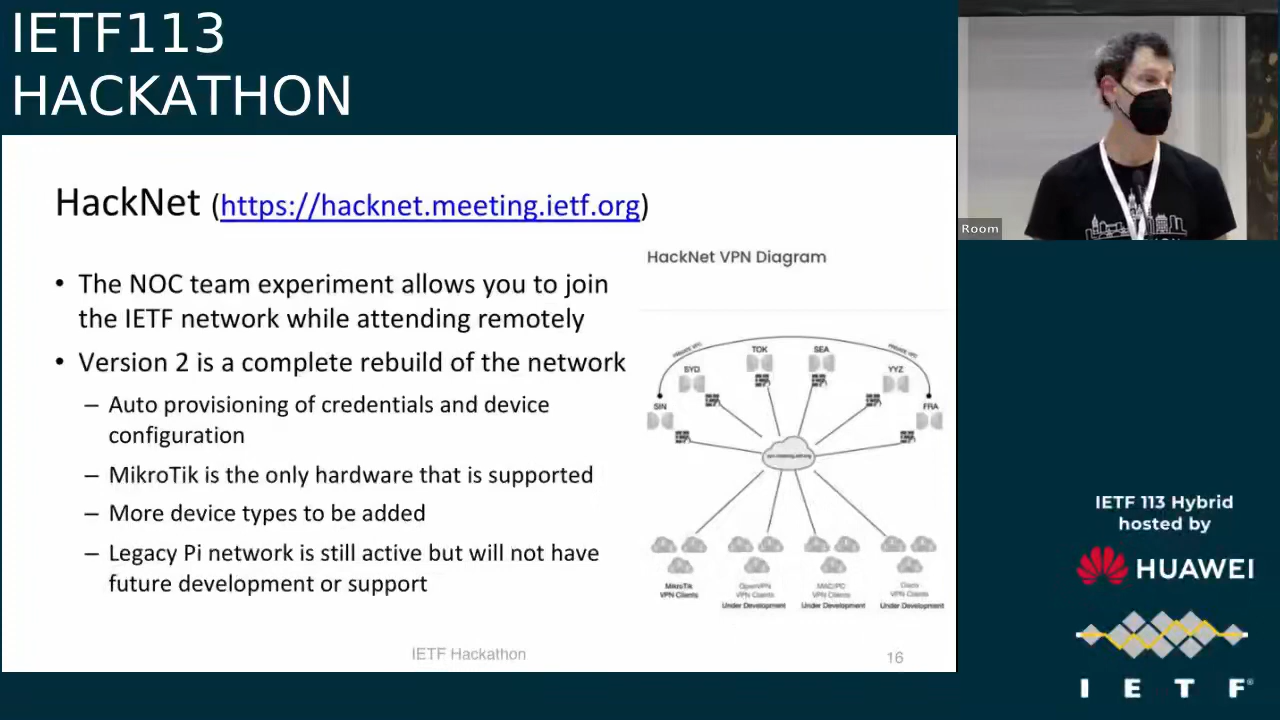 IETF113
HACKATHON
HackNet (https://hacknet.meeting.ietf.org)
• The NOC team experiment allows you to join
the IETF network while attending remotely
• Version 2 is a complete rebuild of the network
– Auto provisioning of credentials and device
configuration
– MikroTik is the only hardware that is supported
– More device types to be added
– Legacy Pi network is still active but will not have
future development or support
HackNet VPN Diagram
PRIVATE VPC
PRIVATE VPC
TOK
SEA
SYD
YYZ
SIN
FRA
MikroTik
VPN Clients
OpenVPN
VPN Clients
Under Development
MAC/PC
VPN Clients
Under Development
Cisco
VPN Clients
Under Development
IETF Hackathon
16
Room
IETF 113 Hybrid
hosted by
HUAWEI
I E T F®